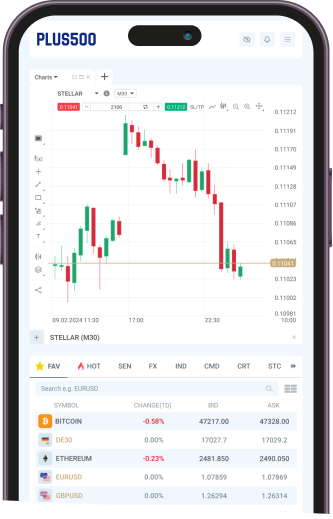 PLUS500
Charts
STELLAR M30
0.11041 2100 0.11212 SL/TP
0.11212
0.11191
0.11170
0.11149
0.11128
0.11107
0.11086
0.11065
0.11041
0.11023
0.11002
0.10981
f(x)
T
09.02.2024 11:30 17:00 22:30 10:00
STELLAR (M30)
FAV HOT SEN FX IND CMD CRT STC
Search e.g. EURUSD
SYMBOL CHANGE(1D) BID ASK
BITCOIN -0.58% 47217.00 47328.00
DE30 0.00% 17027.7 17029.2
ETHEREUM -0.23% 2481.850 2490.050
EURUSD 0.00% 1.07859 1.07869
GBPUSD 0.00% 1.26294 1.26314